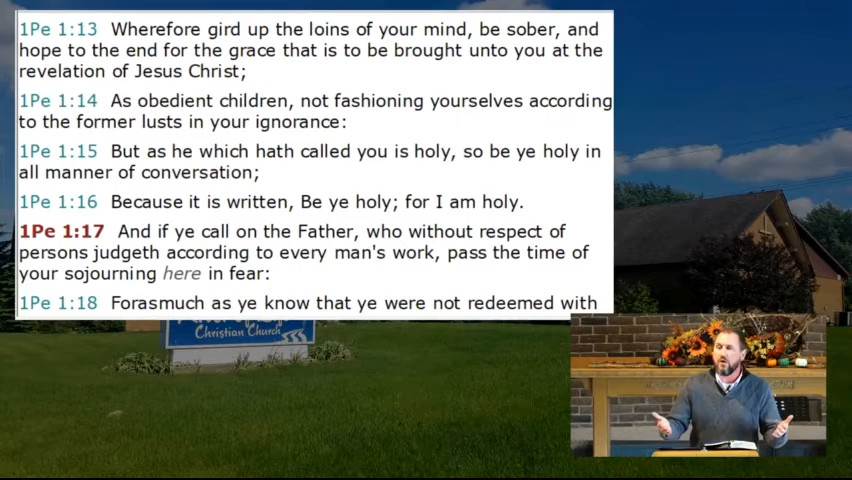 1Pe 1:13 Wherefore gird up the loins of your mind, be sober, and
hope to the end for the grace that is to be brought unto you at the
revelation of Jesus Christ;
1Pe 1:14 As obedient children, not fashioning yourselves according
to the former lusts in your ignorance:
1Pe 1:15 But as he which hath called you is holy, so be ye holy in
all manner of conversation;
1Pe 1:16 Because it is written, Be ye holy; for I am holy.
1Pe 1:17 And if ye call on the Father, who without respect of
persons judgeth according to every man's work, pass the time of
your sojourning here in fear:
1Pe 1:18 Forasmuch as ye know that ye were not redeemed with
Christian Church